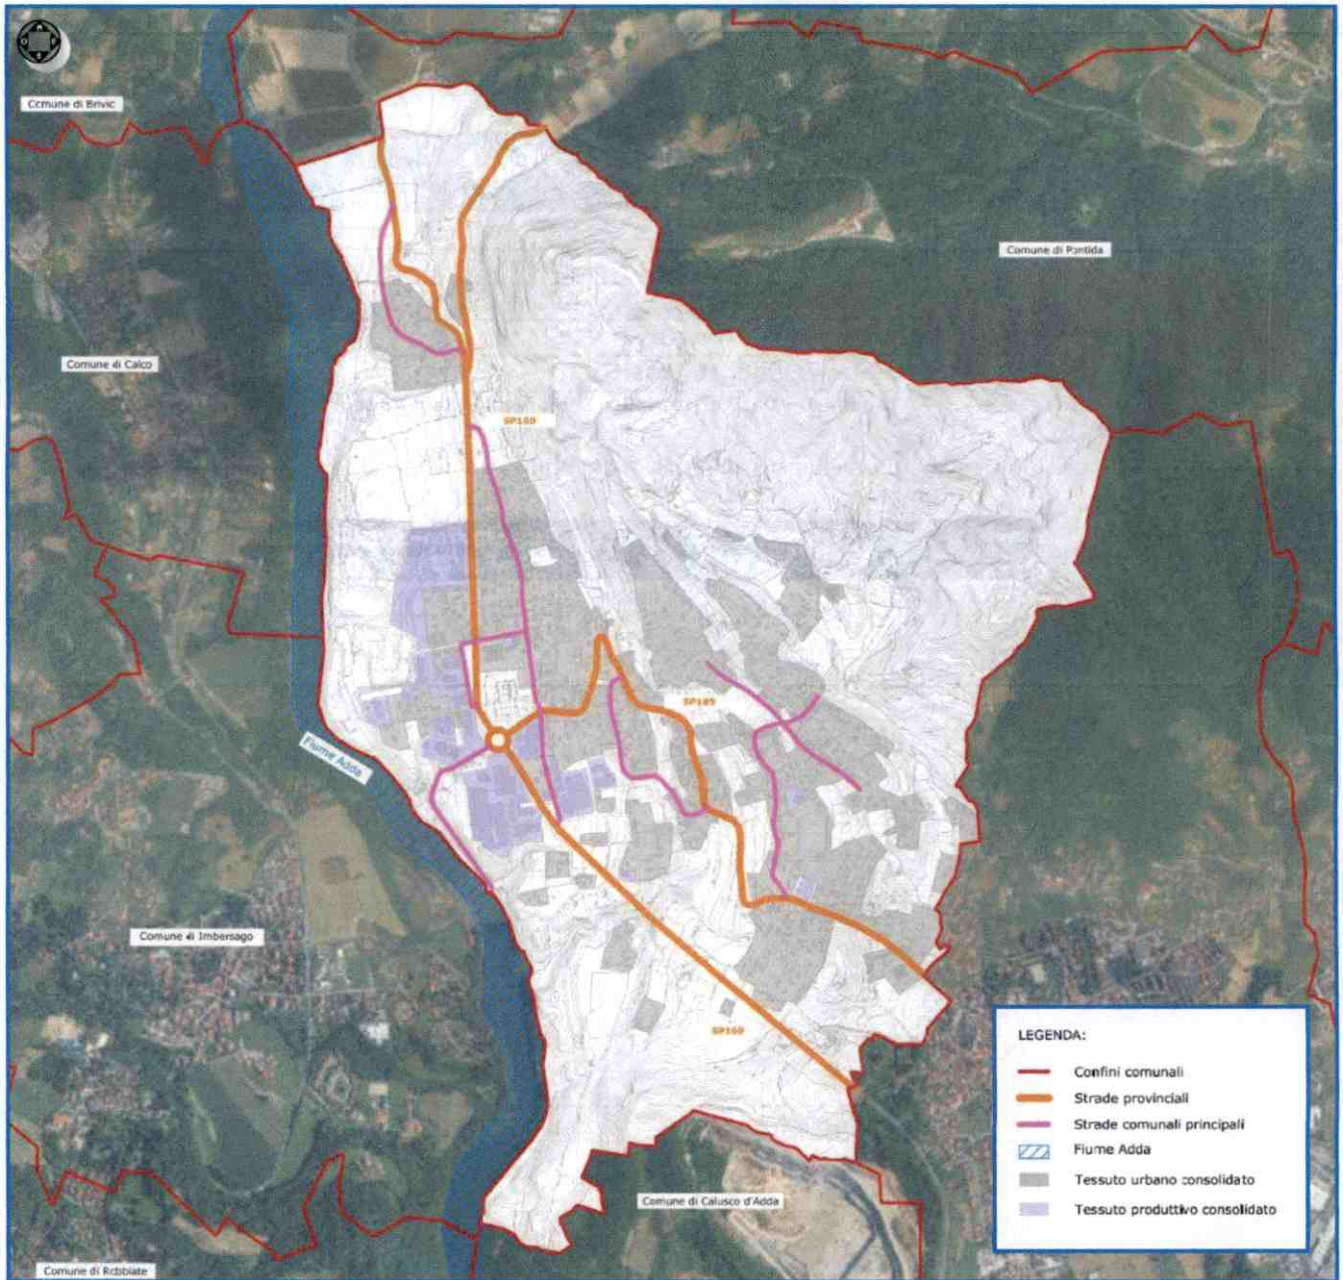 Comune di Brivio
Comune di Pontida
Comune di Calco
SP169
SP169
Fiume Adda
Comune di Imbersago
SP169
LEGENDA:
Confini comunali
Strade provinciali
Strade comunali principali
Fiume Adda
Tessuto urbano consolidato
Tessuto produttivo consolidato
Comune di Calusco d'Adda
Comune di Robbiate